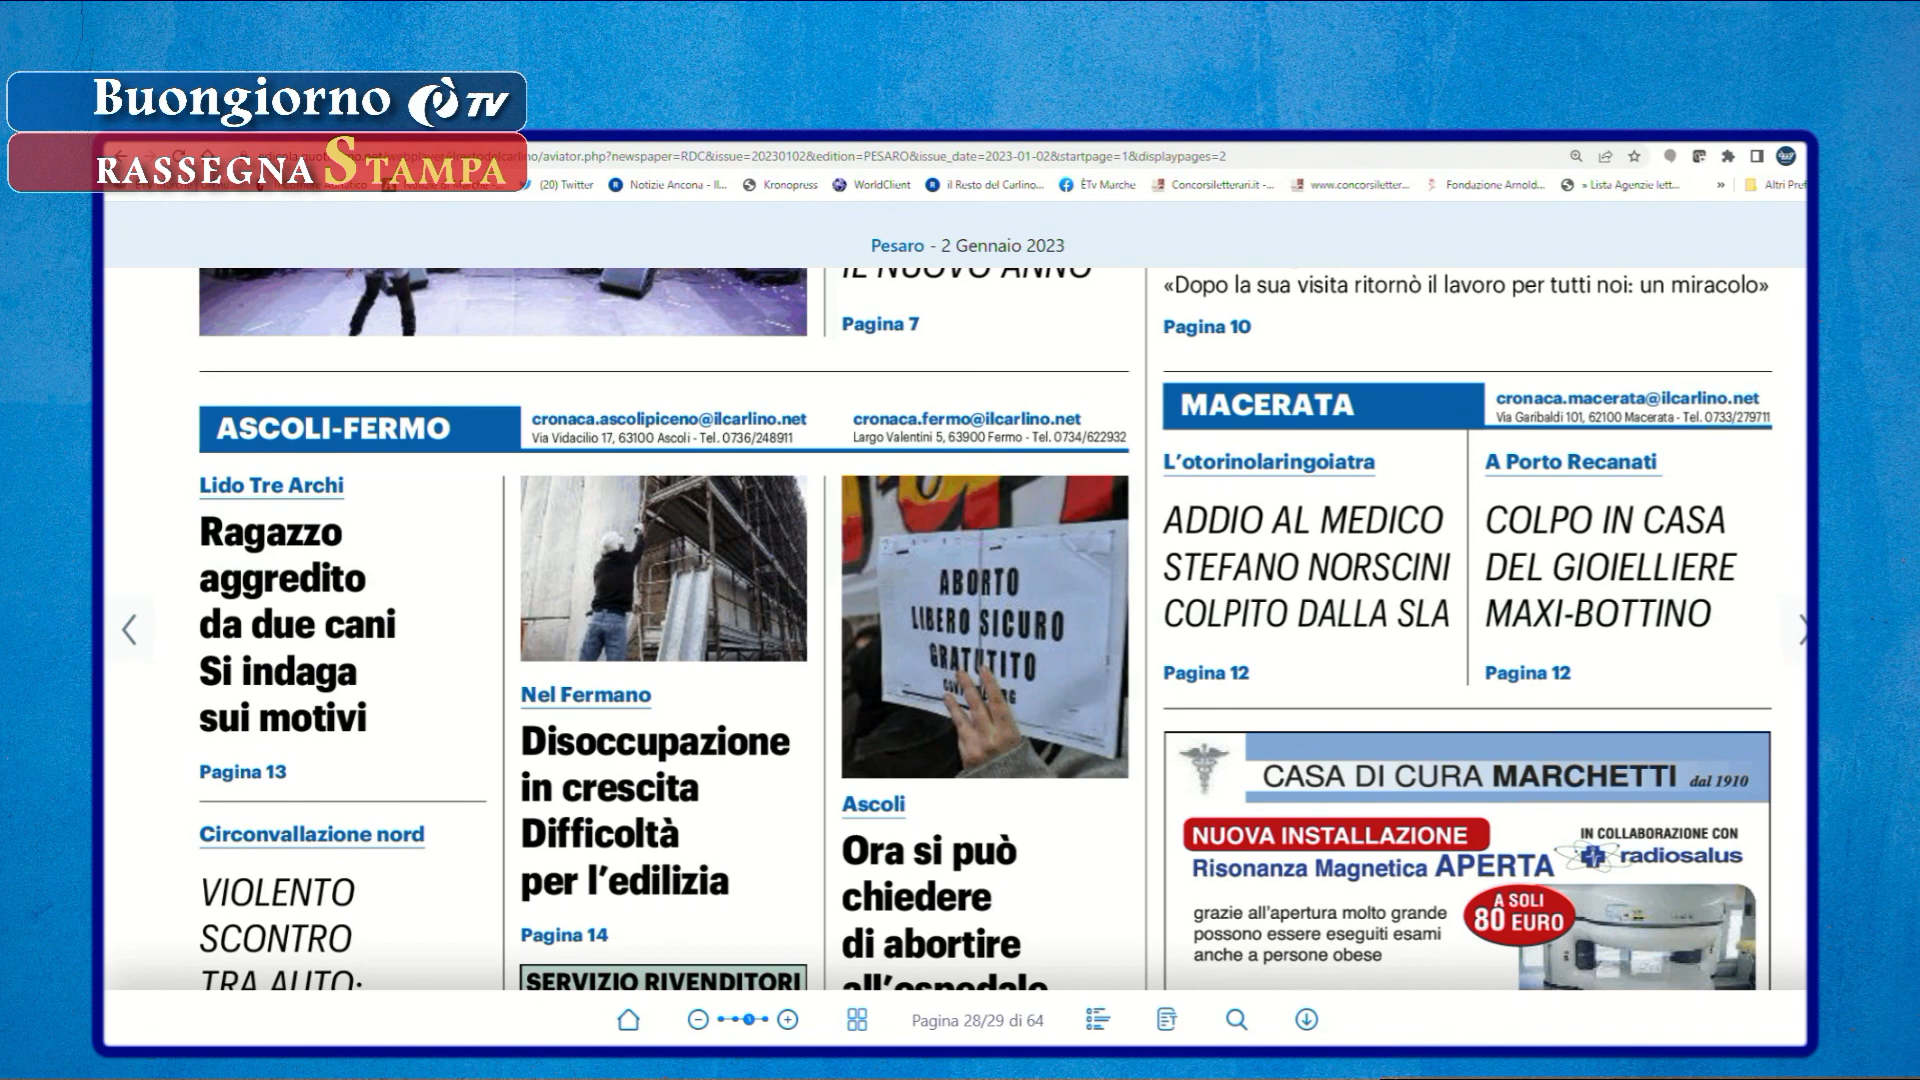 Buongiorno èTV
RASSEGNA STAMPA
/aviator.php?newspaper=RDC&issue=20230102&edition=PESARO&issue_date=2023-01-02&startpage=1&displaypages=2
(20) Twitter
Notizie Ancona - Il...
Kronopress
WorldClient
il Resto del Carlino...
ÈTv Marche
Concorsiletterari.it -...
www.concorsiletter...
Fondazione Arnold...
» Lista Agenzie lett...
»
Altri Pref
Pesaro - 2 Gennaio 2023
IL NUOVO ANNO
Pagina 7
«Dopo la sua visita ritornò il lavoro per tutti noi: un miracolo»
Pagina 10
ASCOLI-FERMO
cronaca.ascolipiceno@ilcarlino.net
Via Vidacilio 17, 63100 Ascoli - Tel. 0736/248911
cronaca.fermo@ilcarlino.net
Largo Valentini 5, 63900 Fermo - Tel. 0734/622932
Lido Tre Archi
Ragazzo
aggredito
da due cani
Si indaga
sui motivi
Pagina 13
Circonvallazione nord
VIOLENTO
SCONTRO
TRA AUTO:
Nel Fermano
Disoccupazione
in crescita
Difficoltà
per l'edilizia
Pagina 14
SERVIZIO RIVENDITORI
ABORTO
LIBERO SICURO
GRATUTITO
Ascoli
Ora si può
chiedere
di abortire
all'ospedale
MACERATA
cronaca.macerata@ilcarlino.net
Via Garibaldi 101, 62100 Macerata - Tel. 0733/279711
L'otorinolaringoiatra
ADDIO AL MEDICO
STEFANO NORSCINI
COLPITO DALLA SLA
Pagina 12
A Porto Recanati
COLPO IN CASA
DEL GIOIELLIERE
MAXI-BOTTINO
Pagina 12
CASA DI CURA MARCHETTI dal 1910
NUOVA INSTALLAZIONE
Risonanza Magnetica APERTA
IN COLLABORAZIONE CON
radiosalus
grazie all'apertura molto grande
possono essere eseguiti esami
anche a persone obese
A SOLI
80 EURO
Pagina 28/29 di 64